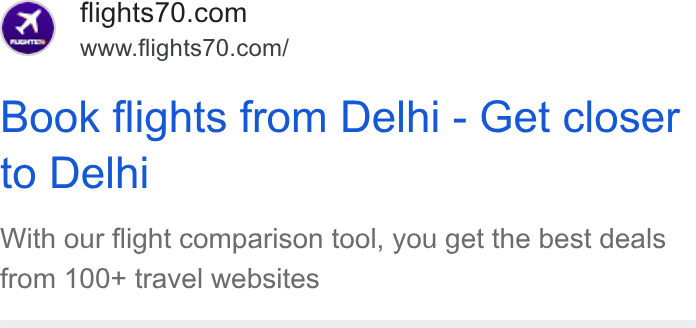 flights70.com
www.flights70.com/
Book flights from Delhi - Get closer
to Delhi
With our flight comparison tool, you get the best deals
from 100+ travel websites